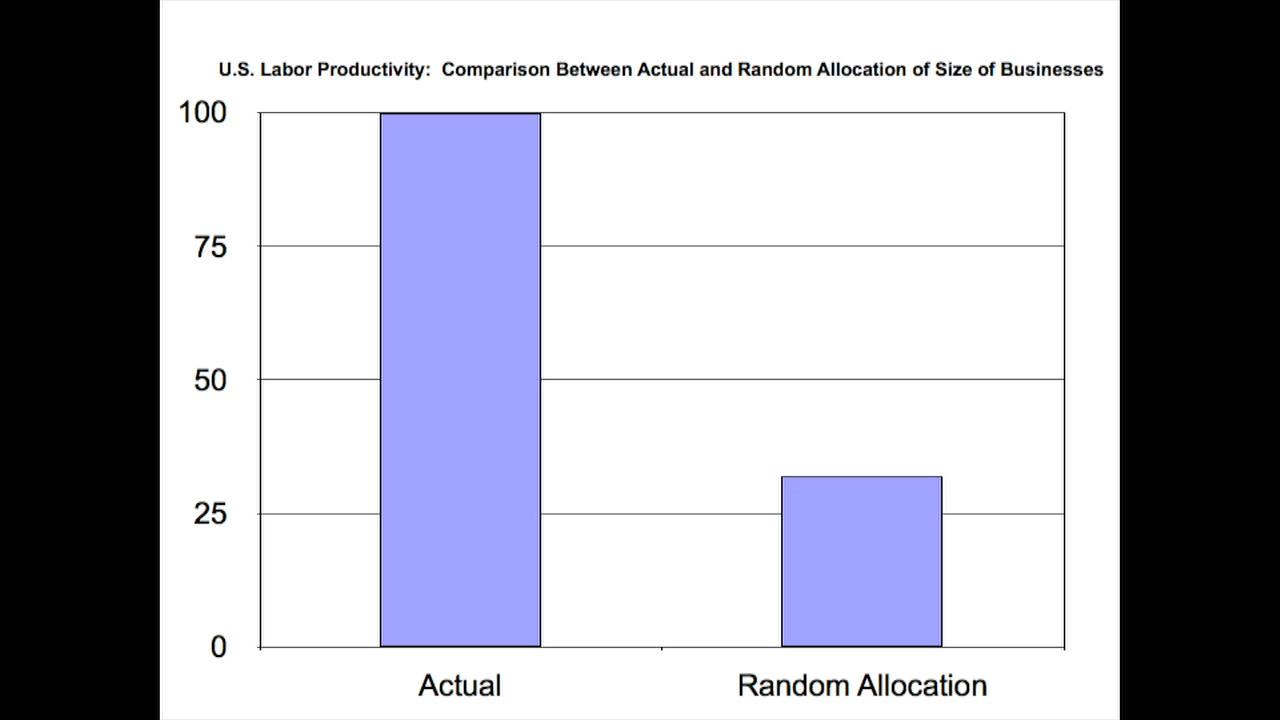 U.S. Labor Productivity:  Comparison Between Actual and Random Allocation of Size of Businesses
100
75
50
25
0
Actual
Random Allocation